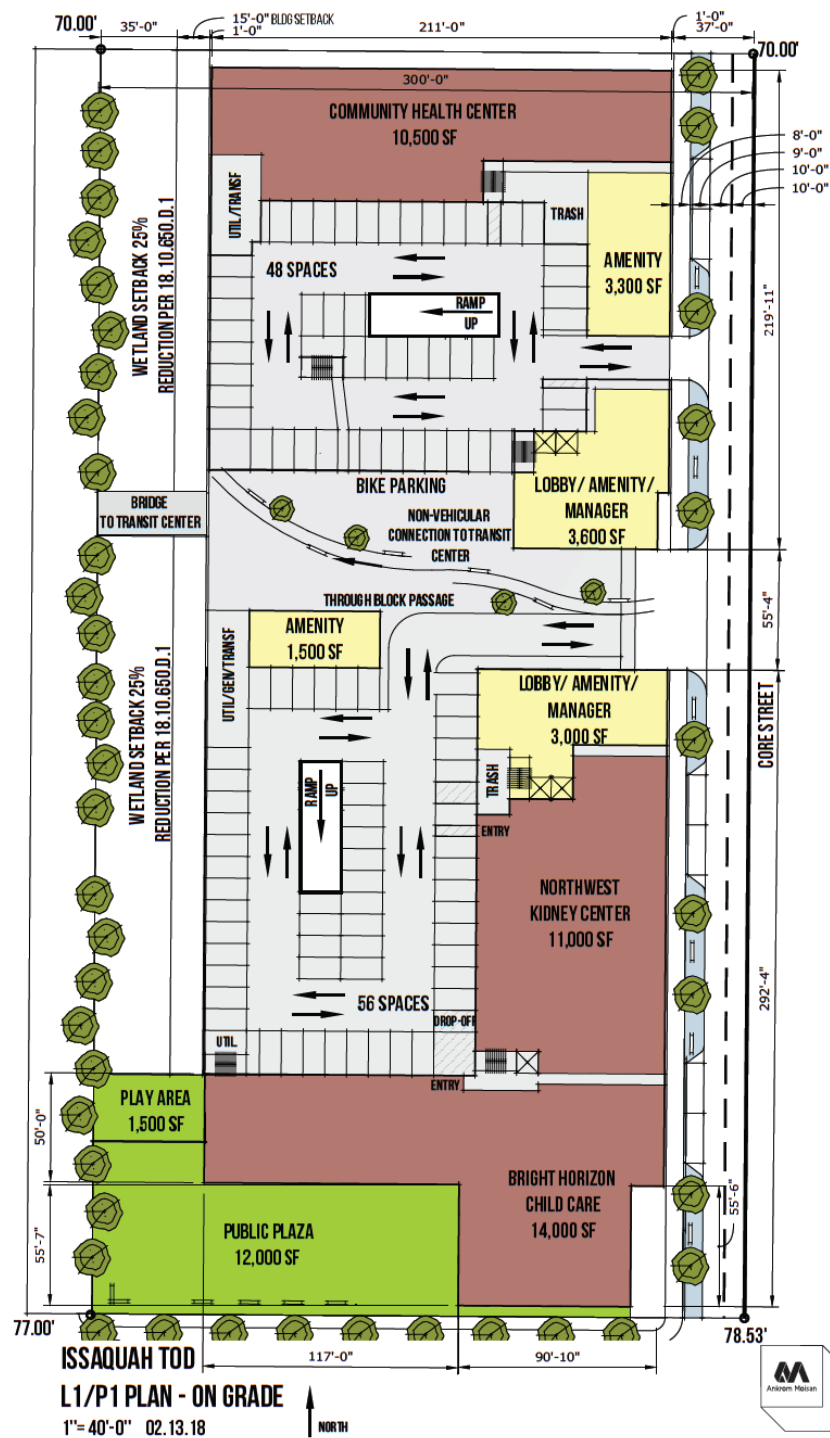 15'-0" BLDG SETBACK
1'-0"
70.00'
35'-0"
1'-0"
211'-0"
37'-0"
70.00'
300'-0"
COMMUNITY HEALTH CENTER
10,500 SF
8'-0"
9'-0"
10'-0"
10'-0"
UTIL/TRANSF
TRASH
WETLAND SETBACK 25%
REDUCTION PER 18.10.650.D.1
48 SPACES
AMENITY
3,300 SF
RAMP
UP
219'-11"
BIKE PARKING
LOBBY/ AMENITY/
MANAGER
3,600 SF
BRIDGE
TO TRANSIT CENTER
NON-VEHICULAR
CONNECTION TO TRANSIT
CENTER
THROUGH BLOCK PASSAGE
55'-4"
AMENITY
1,500 SF
UTIL/GEN/TRANSF
WETLAND SETBACK 25%
REDUCTION PER 18.10.650.D.1
LOBBY/ AMENITY/
MANAGER
3,000 SF
CORE STREET
TRASH
RAMP
UP
ENTRY
NORTHWEST
KIDNEY CENTER
11,000 SF
56 SPACES
292'-4"
DROP-OFF
UTIL.
ENTRY
PLAY AREA
1,500 SF
50'-0"
BRIGHT HORIZON
CHILD CARE
14,000 SF
55'-6"
PUBLIC PLAZA
12,000 SF
55'-7"
77.00'
78.53'
117'-0"
90'-10"
ISSAQUAH TOD
L1/P1 PLAN - ON GRADE
1"= 40'-0" 02.13.18
NORTH
Ankrom Moisan